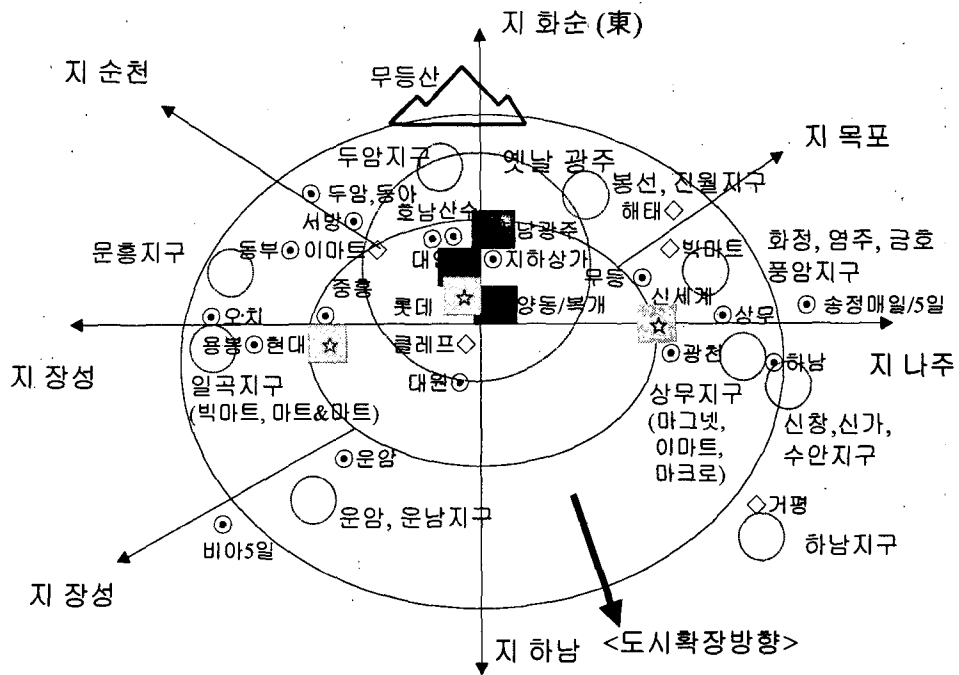 지 화순 (東)
지 순천
무등산
지 목포
두암지구
옛날 광주
봉선, 진월지구
두암,동아
호남산수
해태
서방
남광주
문흥지구
동부
이마트
지하상가
빅마트
화정, 염주, 금호
풍암지구
무등
중흥
롯데
양동/복개
신세계
상무
송정매일/5일
오치
용봉
현대
클레프
광천
하남
지 장성
지 나주
일곡지구
(빅마트, 마트&마트)
대원
상무지구
(마그넷,
이마트,
마크로)
신창,신가,
수안지구
운암
운암, 운남지구
거평
하남지구
비아5일
지 장성
지 하남
<도시확장방향>